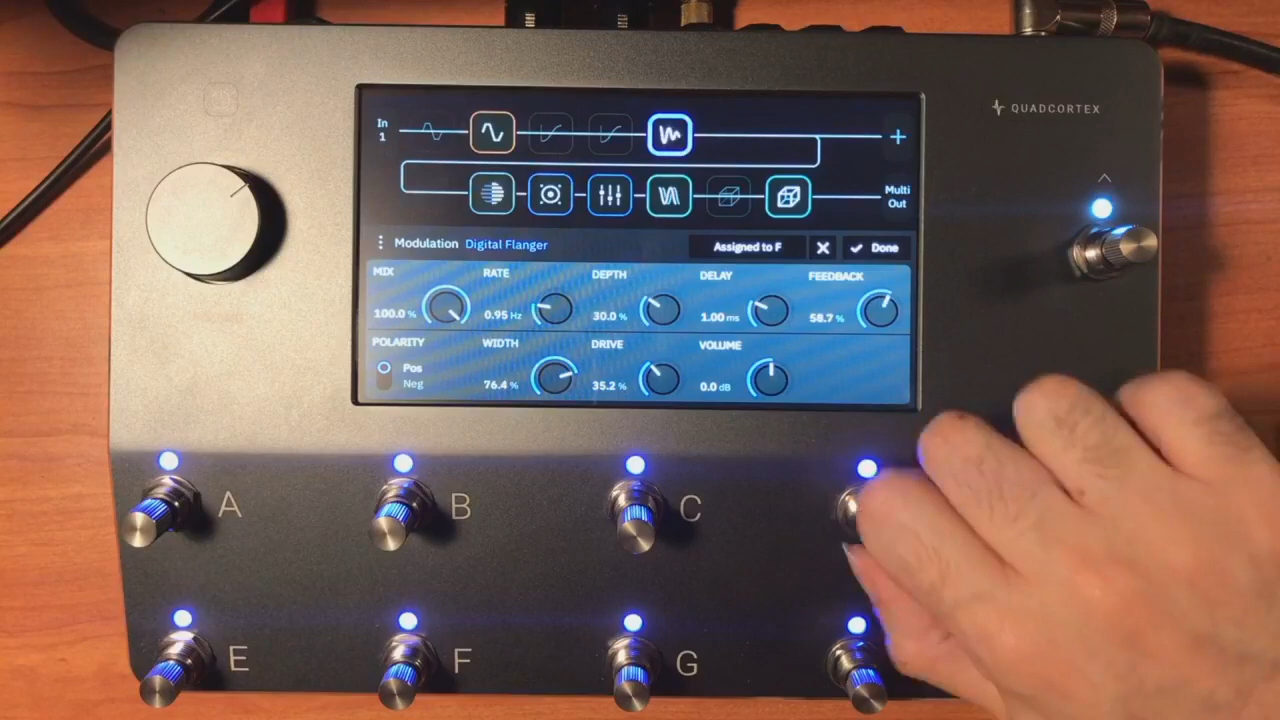 QUADCORTEX
In
1
Multi
Out
Modulation Digital Flanger
Assigned to F
Done
MIX RATE DEPTH DELAY FEEDBACK
100.0 % 0.95 Hz 30.0 % 1.00 ms 58.7 %
POLARITY WIDTH DRIVE VOLUME
Pos
Neg 76.4 % 35.2 % 0.0 dB
A B C
E F G